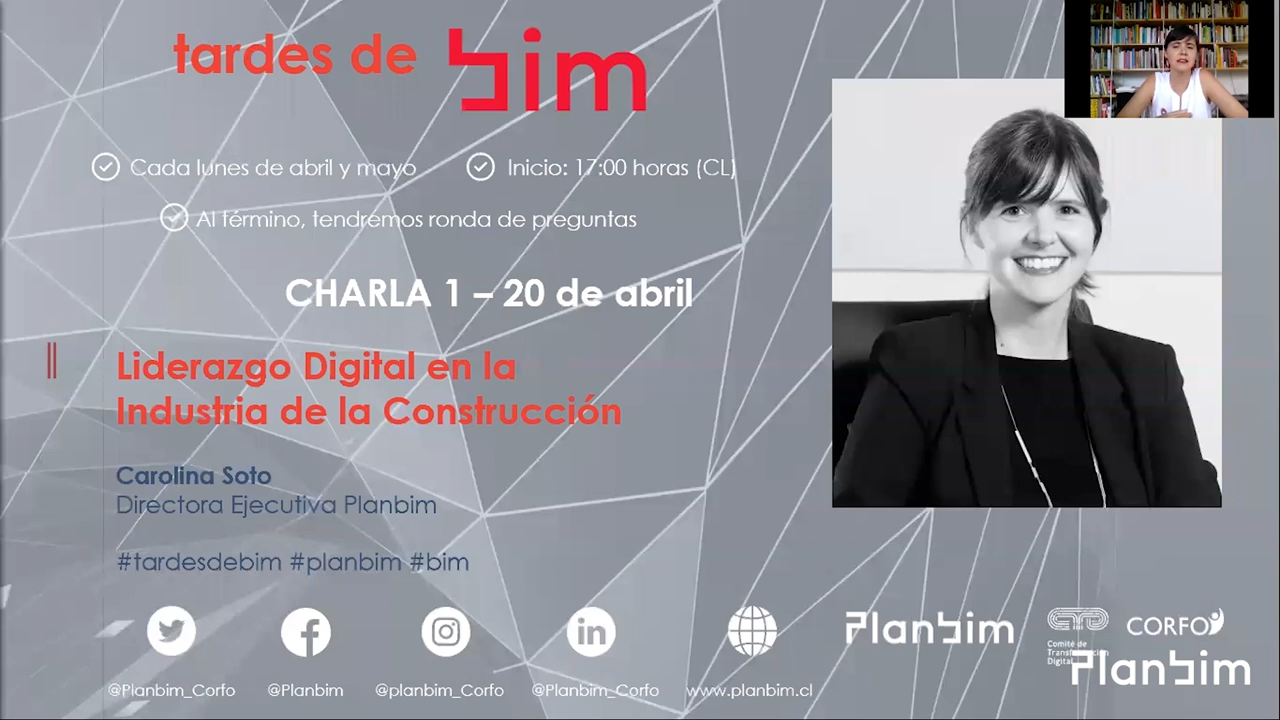 tardes de bim
Cada lunes de abril y mayo
Inicio: 17:00 horas (CL)
Al término, tendremos ronda de preguntas
CHARLA 1 – 20 de abril
Liderazgo Digital en la
Industria de la Construcción
Carolina Soto
Directora Ejecutiva Planbim
#tardesdebim #planbim #bim
@Planbim_Corfo
@Planbim
@planbim_Corfo
@Planbim_Corfo
www.planbim.cl
Planbim
CORFO
Comité de
Transformación
Digital
Planbim